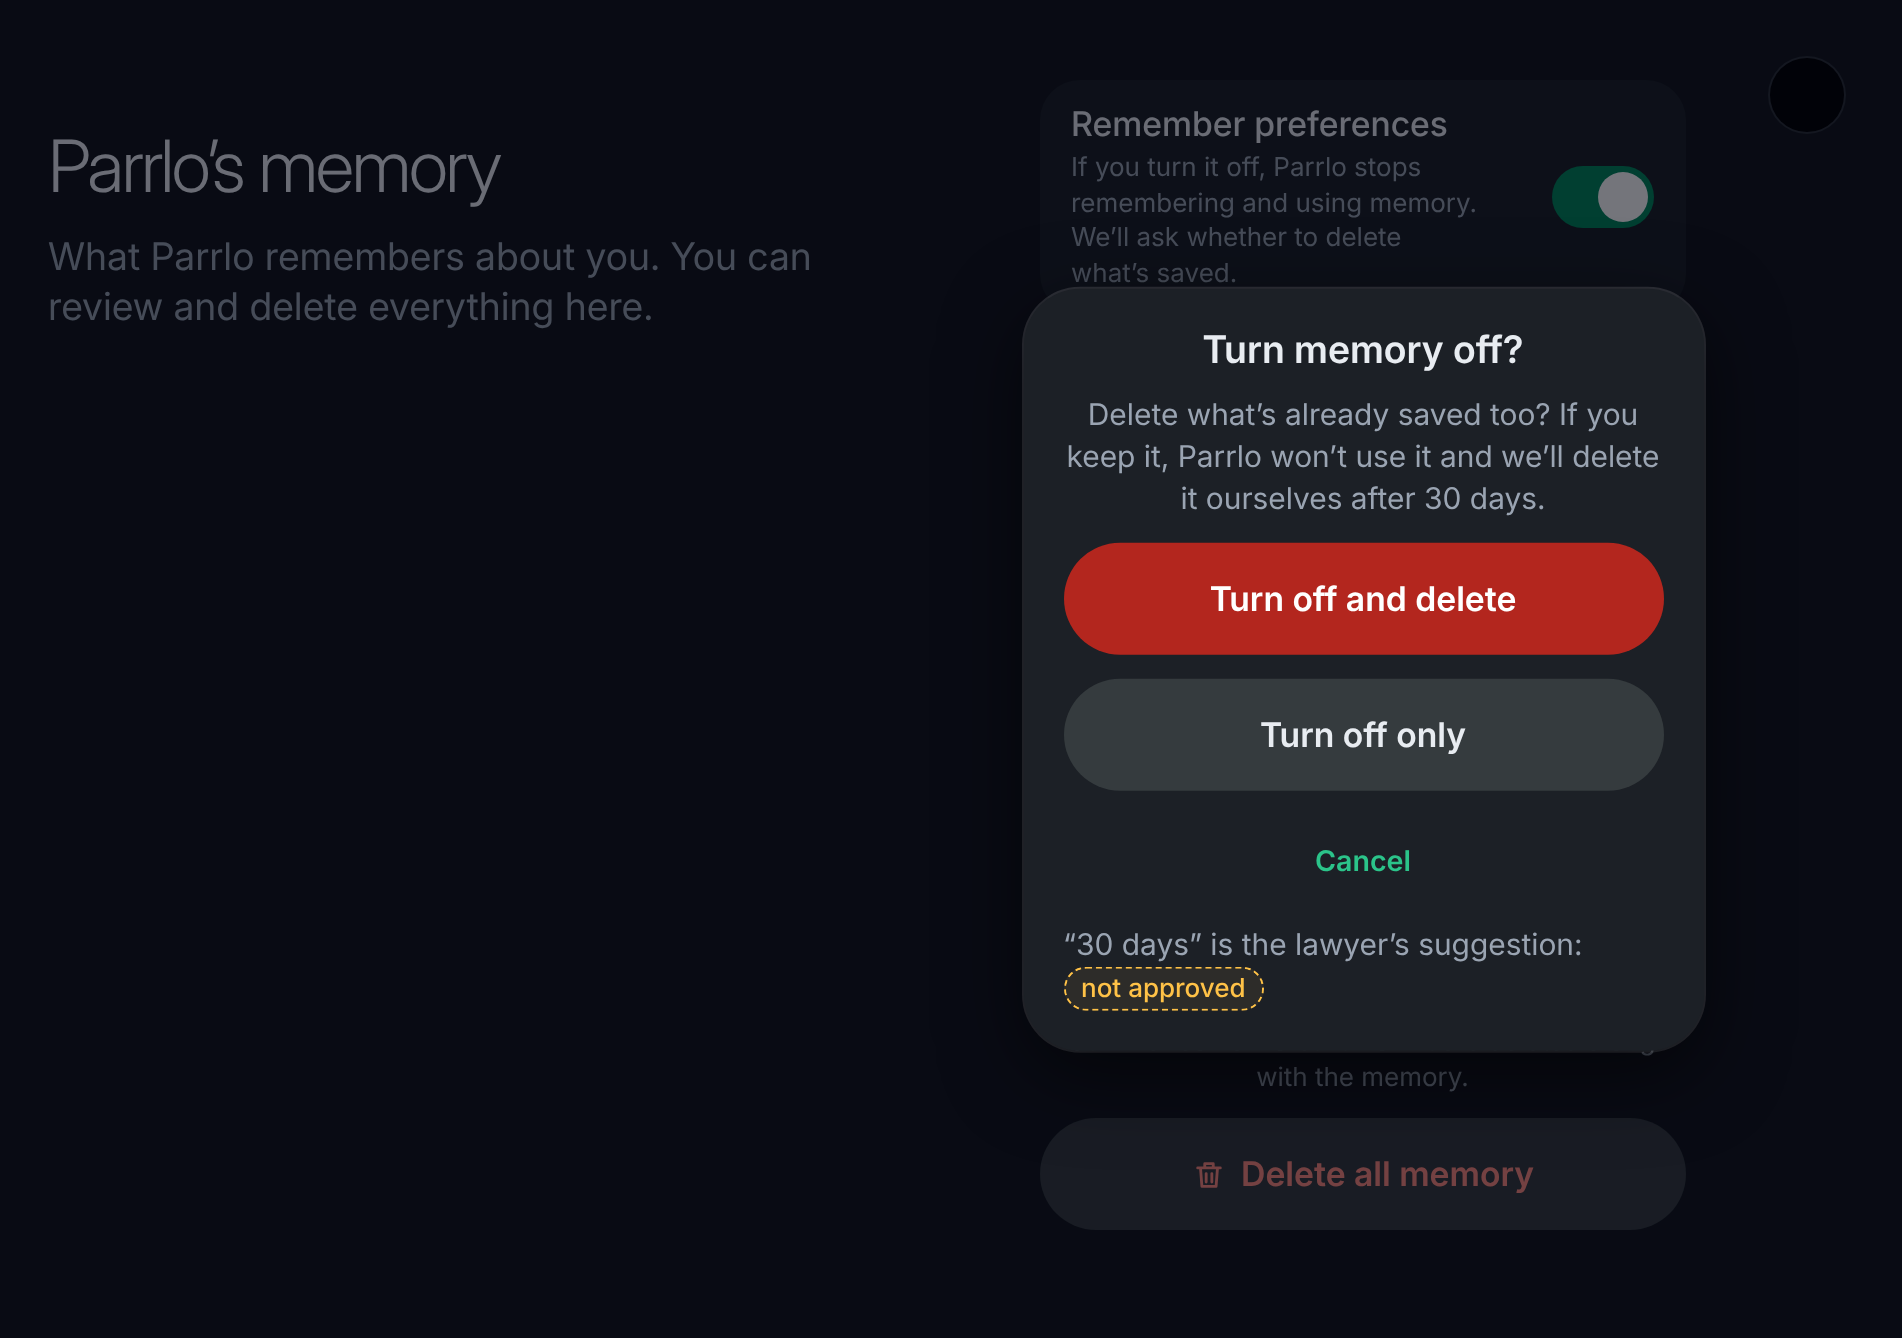 Parrlo’s memory
What Parrlo remembers about you. You can
review and delete everything here.
Remember preferences
If you turn it off, Parrlo stops
remembering and using memory.
We’ll ask whether to delete
what’s saved.
Turn memory off?
Delete what’s already saved too? If you
keep it, Parrlo won’t use it and we’ll delete
it ourselves after 30 days.
Turn off and delete
Turn off only
Cancel
“30 days” is the lawyer’s suggestion:
not approved
with the memory.
Delete all memory